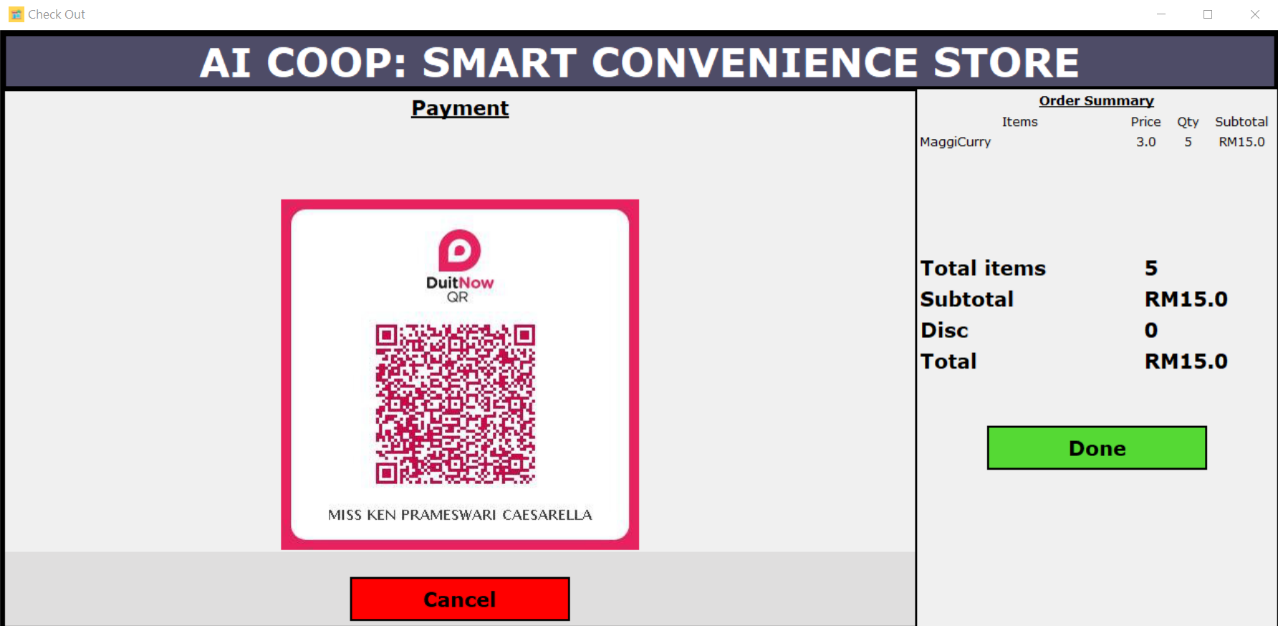 Check Out
AI COOP: SMART CONVENIENCE STORE
Payment
DuitNow
QR
MISS KEN PRAMESWARI CAESARELLA
Cancel
Order Summary
Items Price Qty Subtotal
MaggiCurry 3.0 5 RM15.0
Total items 5
Subtotal RM15.0
Disc 0
Total RM15.0
Done